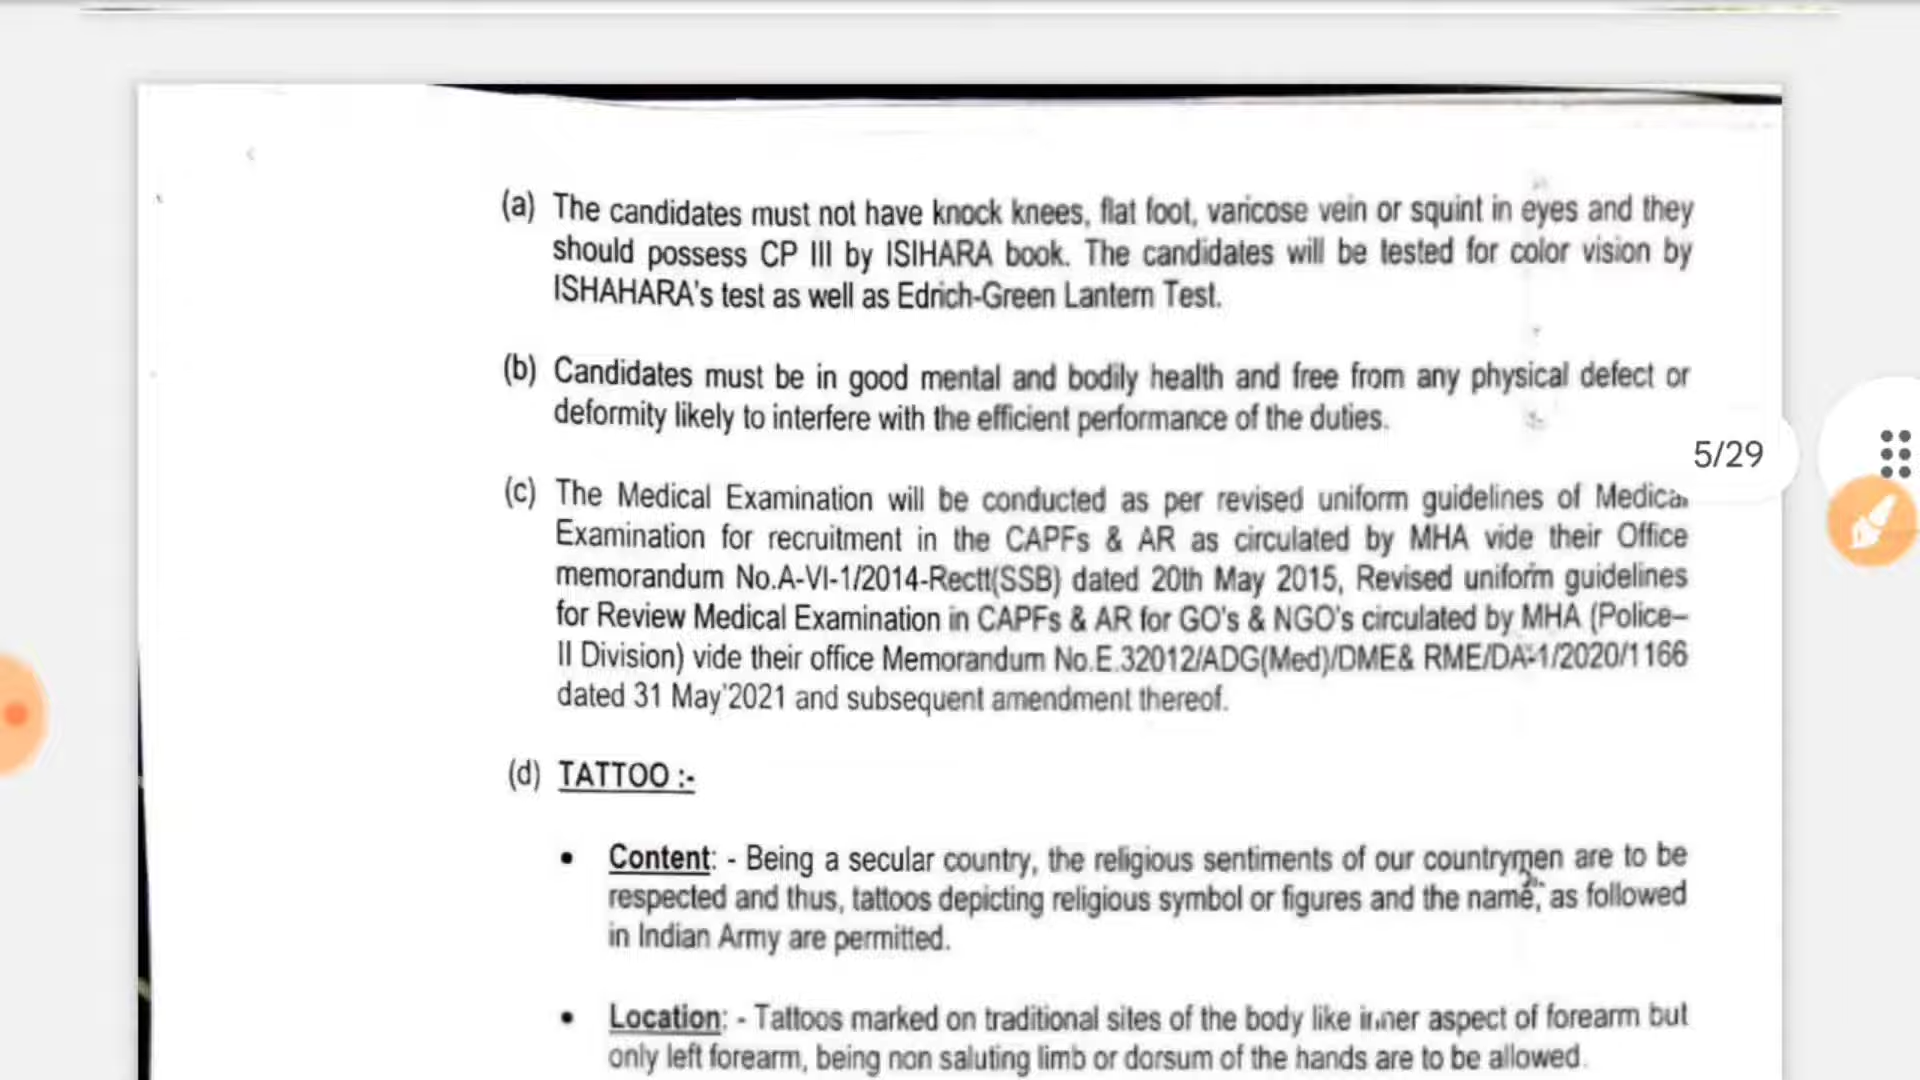 (a) The candidates must not have knock knees, flat foot, varicose vein or squint in eyes and they
should possess CP III by ISIHARA book. The candidates will be tested for color vision by
ISHAHARA's test as well as Edrich-Green Lantern Test.
(b) Candidates must be in good mental and bodily health and free from any physical defect or
deformity likely to interfere with the efficient performance of the duties.
5/29
(c) The Medical Examination will be conducted as per revised uniform guidelines of Medical
Examination for recruitment in the CAPFs & AR as circulated by MHA vide their Office
memorandum No.A-VI-1/2014-Rectt(SSB) dated 20th May 2015, Revised uniform guidelines
for Review Medical Examination in CAPFs & AR for GO's & NGO's circulated by MHA (Police–
II Division) vide their office Memorandum No.E.32012/ADG(Med)/DME& RME/DA-1/2020/1166
dated 31 May'2021 and subsequent amendment thereof.
(d) TATTOO :-
• Content: - Being a secular country, the religious sentiments of our countrymen are to be
respected and thus, tattoos depicting religious symbol or figures and the name, as followed
in Indian Army are permitted.
• Location: - Tattoos marked on traditional sites of the body like inner aspect of forearm but
only left forearm, being non saluting limb or dorsum of the hands are to be allowed.